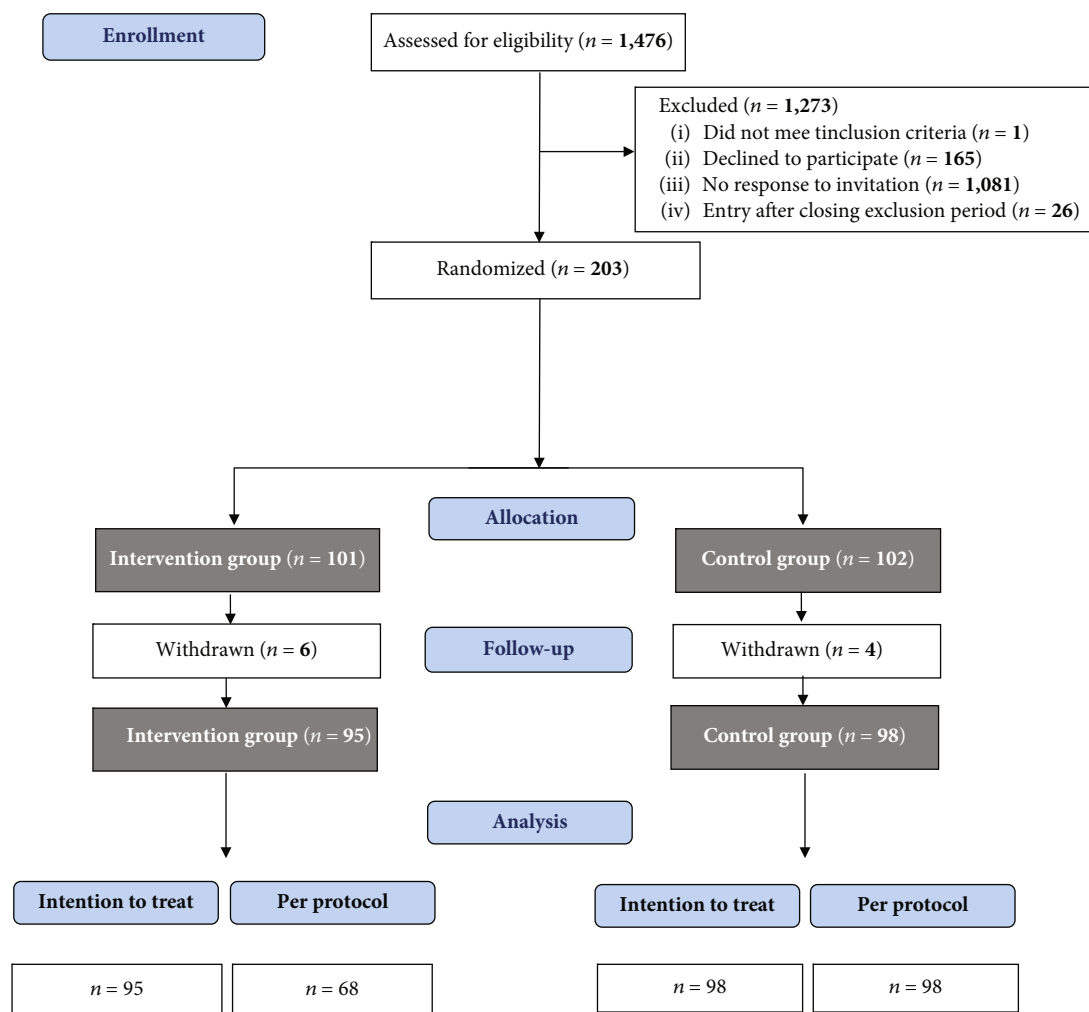 Enrollment
Assessed for eligibility (n = 1,476)
Excluded (n = 1,273)
(i) Did not mee tinclusion criteria (n = 1)
(ii) Declined to participate (n = 165)
(iii) No response to invitation (n = 1,081)
(iv) Entry after closing exclusion period (n = 26)
Randomized (n = 203)
Allocation
Intervention group (n = 101)
Control group (n = 102)
Withdrawn (n = 6)
Follow-up
Withdrawn (n = 4)
Intervention group (n = 95)
Control group (n = 98)
Analysis
Intention to treat
Per protocol
Intention to treat
Per protocol
n = 95
n = 68
n = 98
n = 98